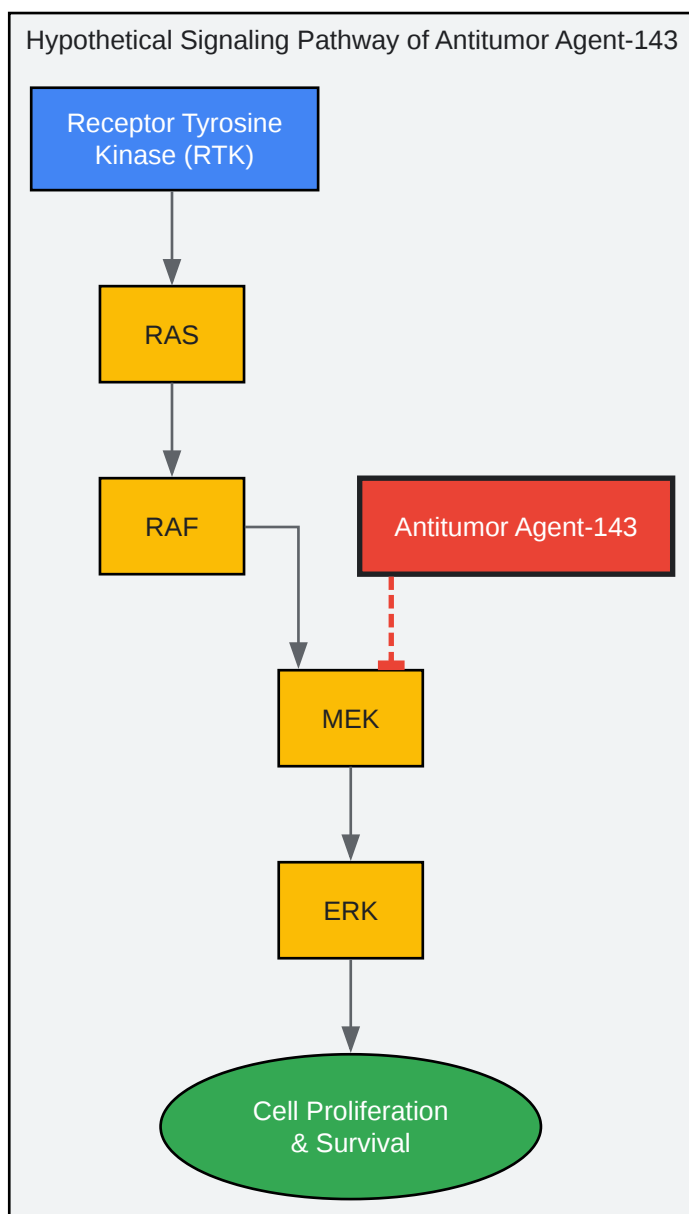 Hypothetical Signaling Pathway of Antitumor Agent-143
Receptor Tyrosine
Kinase (RTK)
RAS
RAF
Antitumor Agent-143
MEK
ERK
Cell Proliferation
& Survival